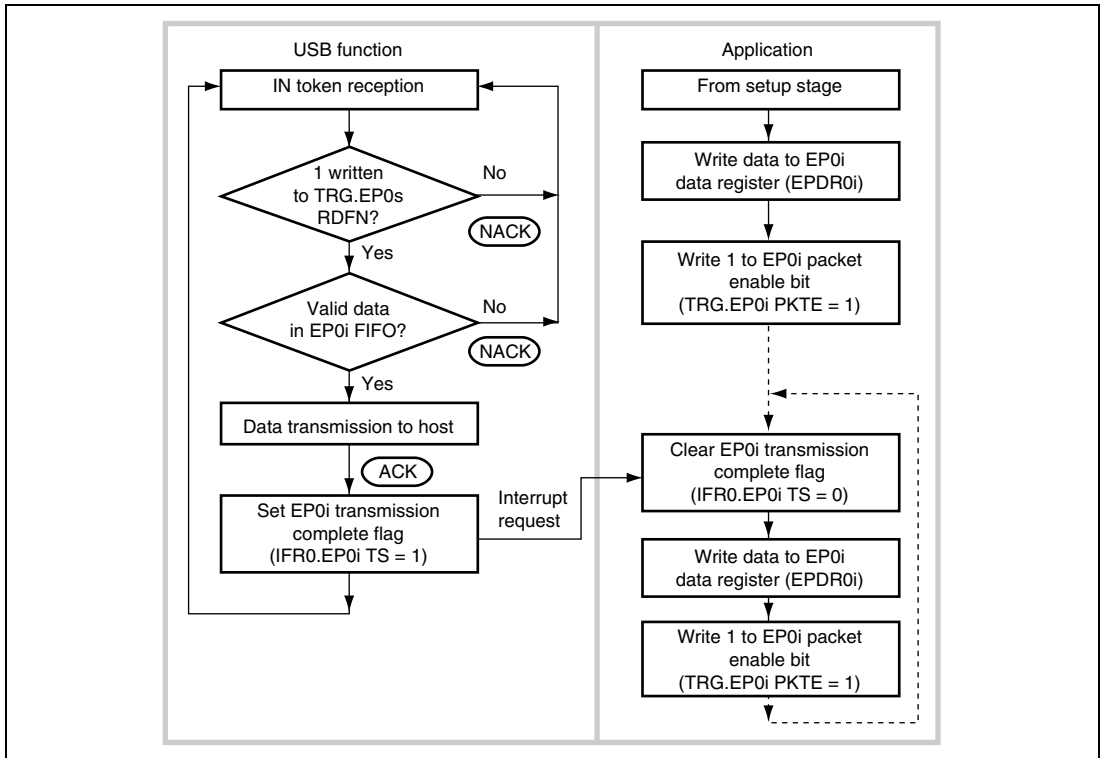 USB function
IN token reception
1 written
to TRG.EP0s
RDFN?
No
NACK
Yes
Valid data
in EP0i FIFO?
No
NACK
Yes
Data transmission to host
ACK
Set EP0i transmission
complete flag
(IFR0.EP0i TS = 1)
Interrupt
request
Application
From setup stage
Write data to EP0i
data register (EPDR0i)
Write 1 to EP0i packet
enable bit
(TRG.EP0i PKTE = 1)
Clear EP0i transmission
complete flag
(IFR0.EP0i TS = 0)
Write data to EP0i
data register (EPDR0i)
Write 1 to EP0i packet
enable bit
(TRG.EP0i PKTE = 1)